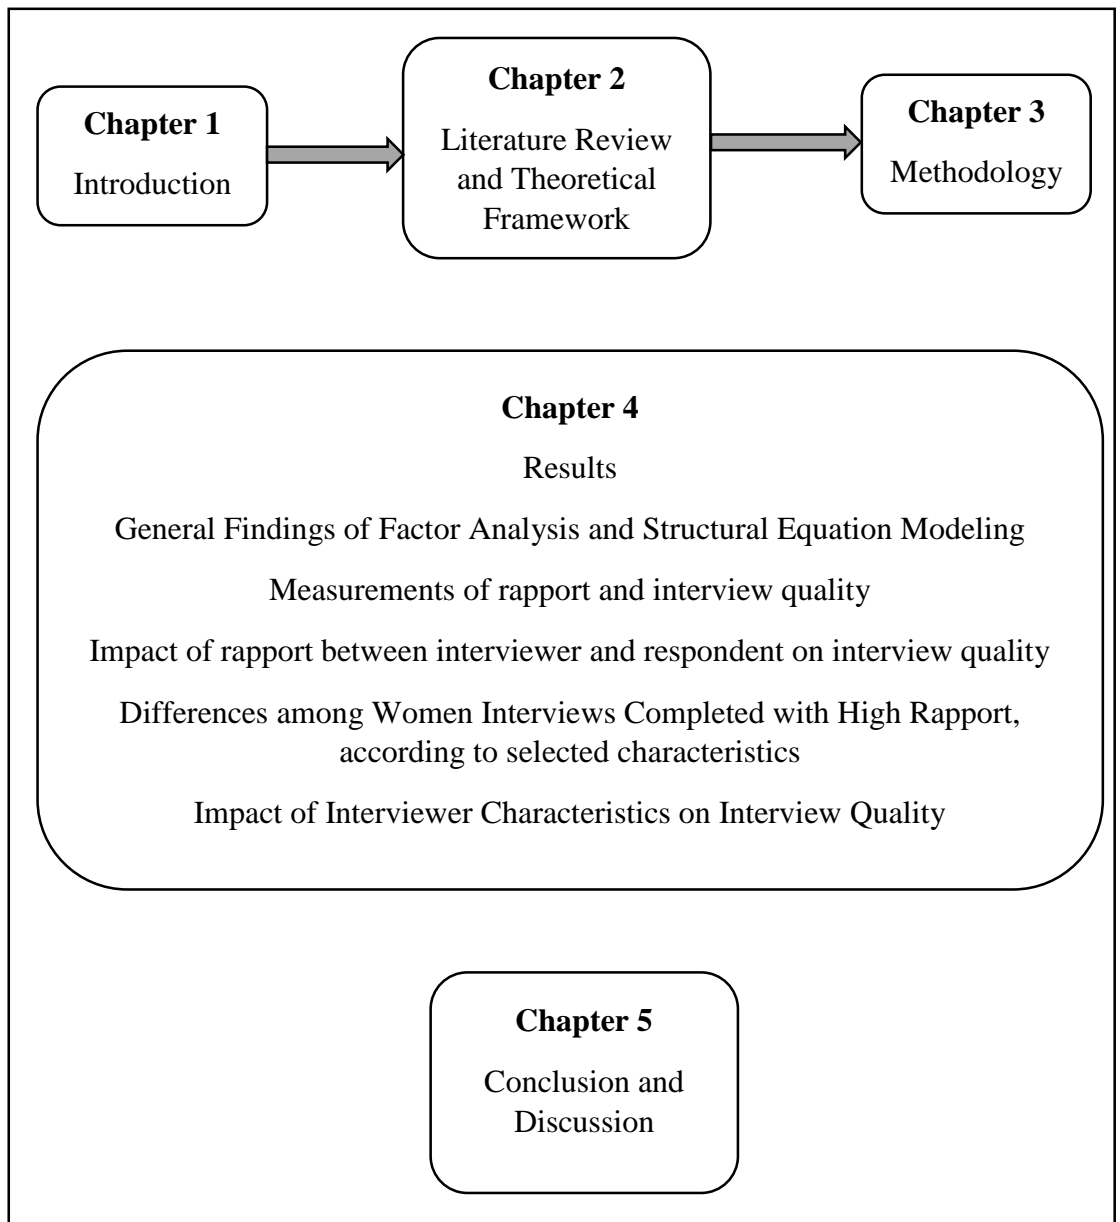 Chapter 1
Introduction
Chapter 2
Literature Review
and Theoretical
Framework
Chapter 3
Methodology
Chapter 4
Results
General Findings of Factor Analysis and Structural Equation Modeling
Measurements of rapport and interview quality
Impact of rapport between interviewer and respondent on interview quality
Differences among Women Interviews Completed with High Rapport,
according to selected characteristics
Impact of Interviewer Characteristics on Interview Quality
Chapter 5
Conclusion and
Discussion